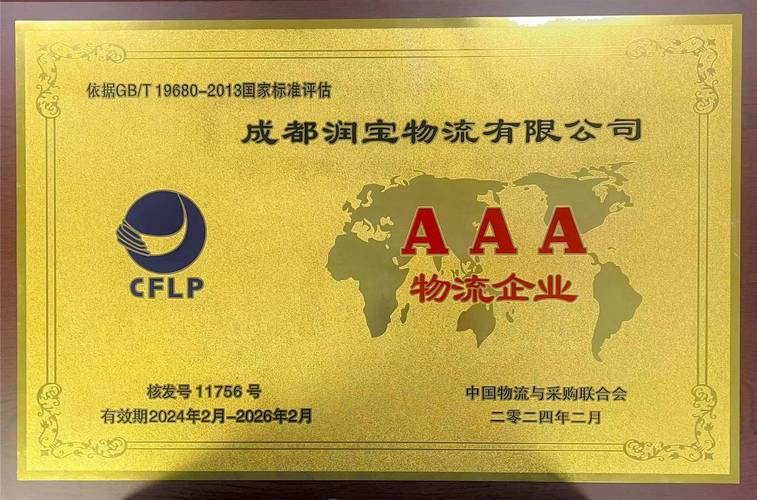 依据GB/T 19680-2013国家标准评估
成都润宝物流有限公司
CFLP
AAA
物流企业
核发号 11756 号
有效期2024年2月-2026年2月
中国物流与采购联合会
二零二四年二月